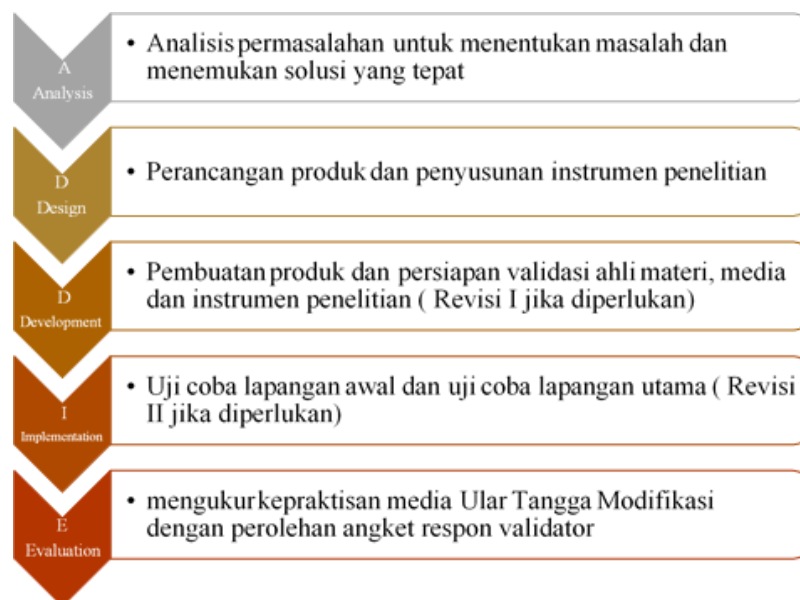 A
Analysis
• Analisis permasalahan untuk menentukan masalah dan
menemukan solusi yang tepat
D
Design
• Perancangan produk dan penyusunan instrumen penelitian
D
Development
• Pembuatan produk dan persiapan validasi ahli materi, media
dan instrumen penelitian ( Revisi I jika diperlukan)
I
Implementation
• Uji coba lapangan awal dan uji coba lapangan utama ( Revisi
II jika diperlukan)
E
Evaluation
• mengukur kepraktisan media Ular Tangga Modifikasi
dengan perolehan angket respon validator